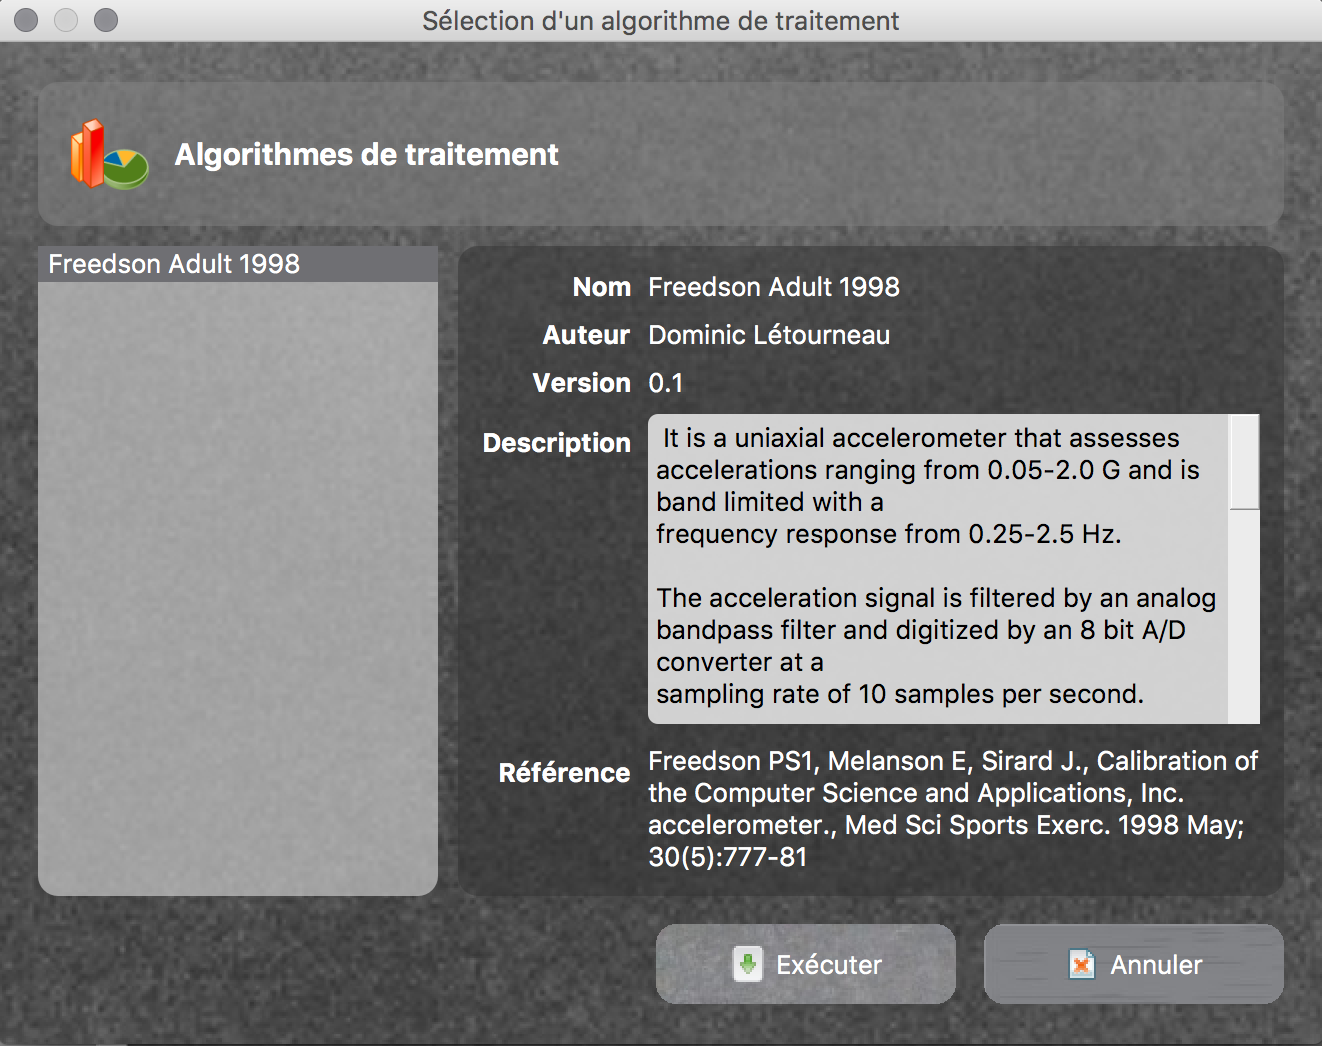 Sélection d'un algorithme de traitement
Algorithmes de traitement
Freedson Adult 1998
Nom Freedson Adult 1998
Auteur Dominic Létourneau
Version 0.1
Description
It is a uniaxial accelerometer that assesses
accelerations ranging from 0.05-2.0 G and is
band limited with a
frequency response from 0.25-2.5 Hz.
The acceleration signal is filtered by an analog
bandpass filter and digitized by an 8 bit A/D
converter at a
sampling rate of 10 samples per second.
Référence
Freedson PS1, Melanson E, Sirard J., Calibration of
the Computer Science and Applications, Inc.
accelerometer., Med Sci Sports Exerc. 1998 May;
30(5):777-81
Exécuter
Annuler